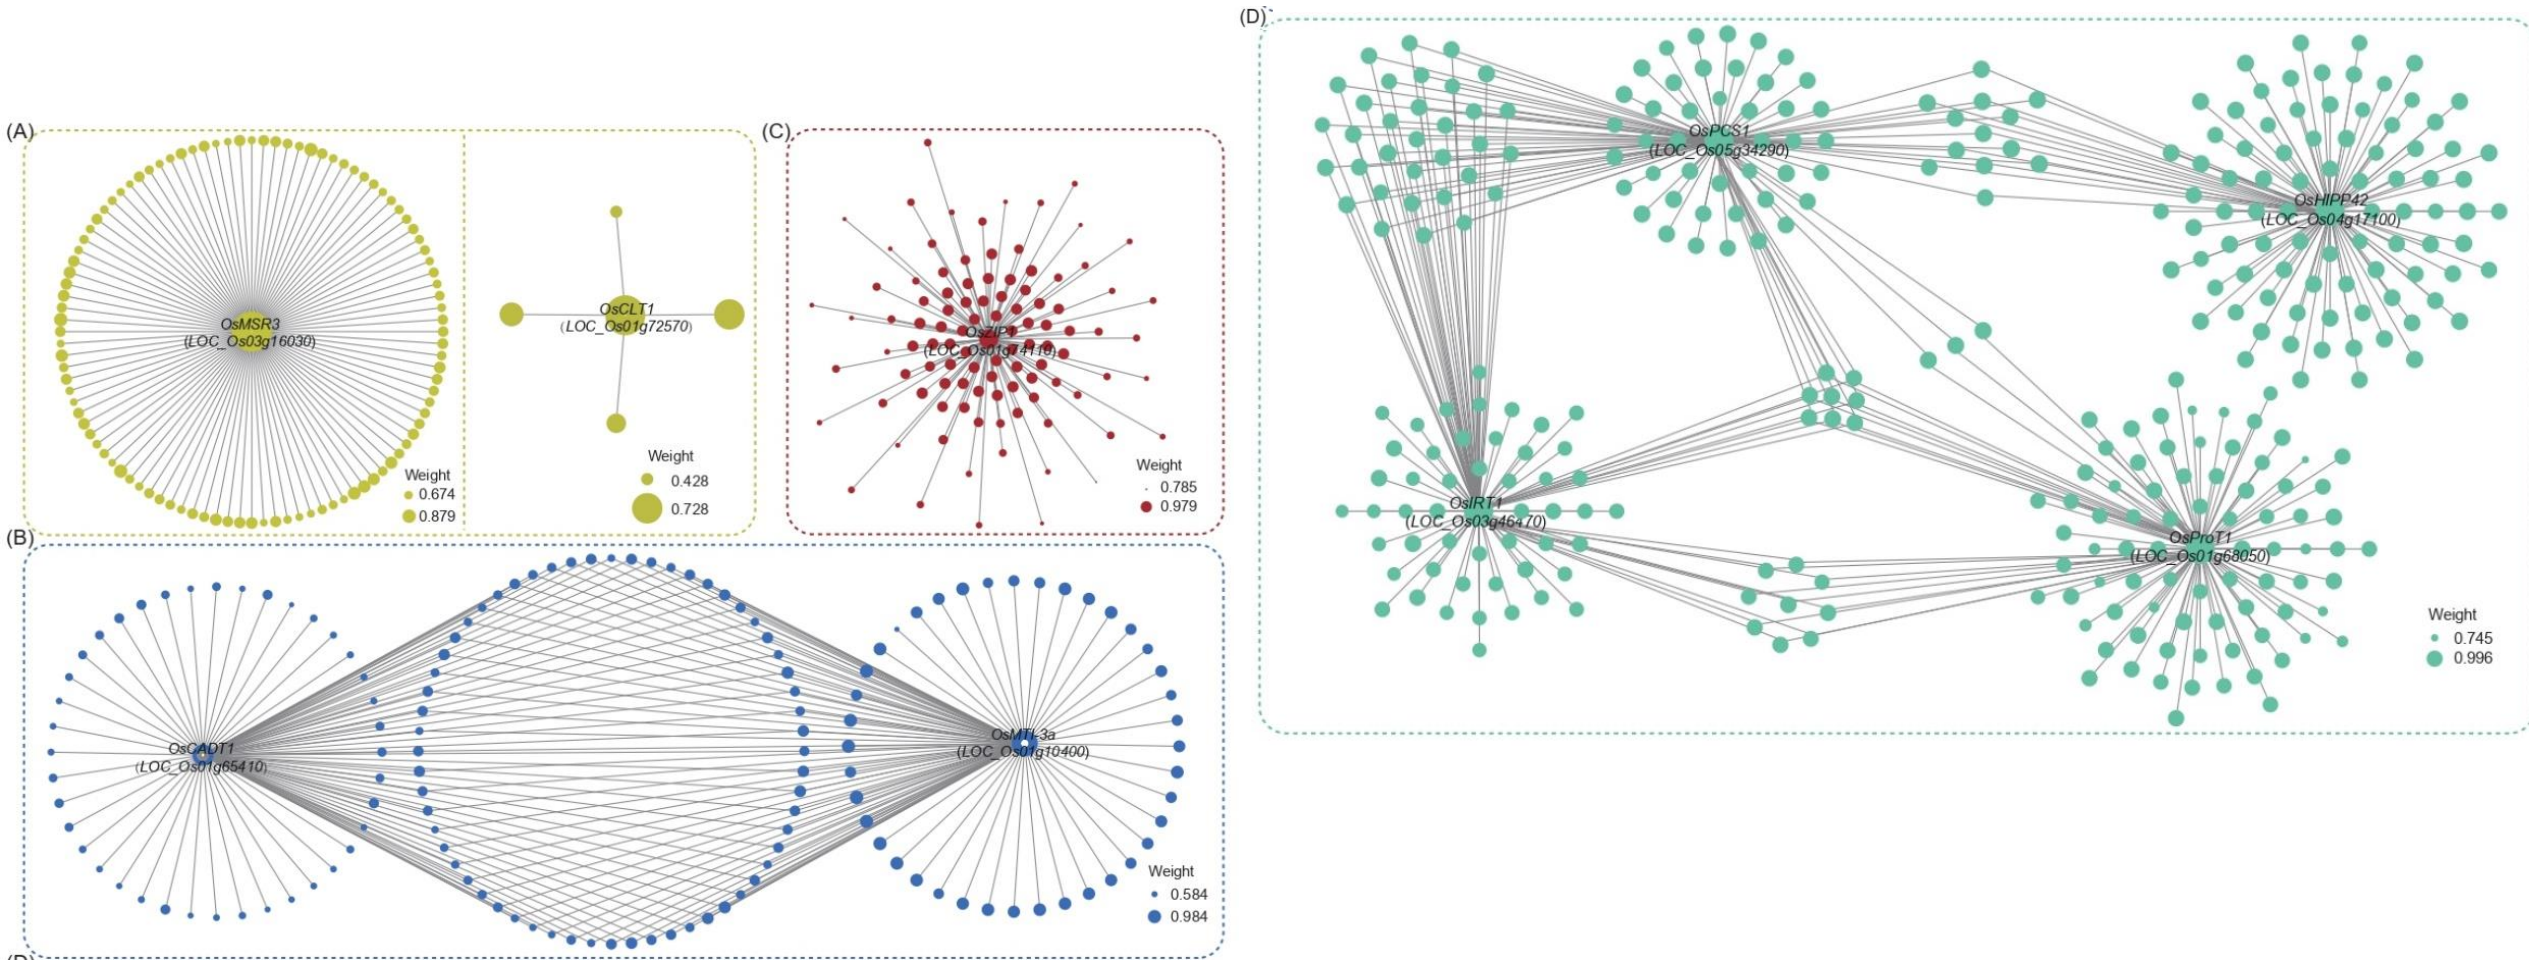 (A)
OsMSR3
(LOC_Os03g16030)
Weight
0.674
0.879
OsCLT1
(LOC_Os01g72570)
Weight
0.428
0.728
(C)
OsZIP1
(LOC_Os01g74110)
Weight
0.785
0.979
(B)
OsCADT1
(LOC_Os01g65410)
OsMTI-3a
(LOC_Os01g10400)
Weight
0.584
0.984
(D)
OsPCS1
(LOC_Os05g34290)
OsHIPP42
(LOC_Os04g17100)
OsIRT1
(LOC_Os03g46470)
OsProT1
(LOC_Os01g68050)
Weight
0.745
0.996